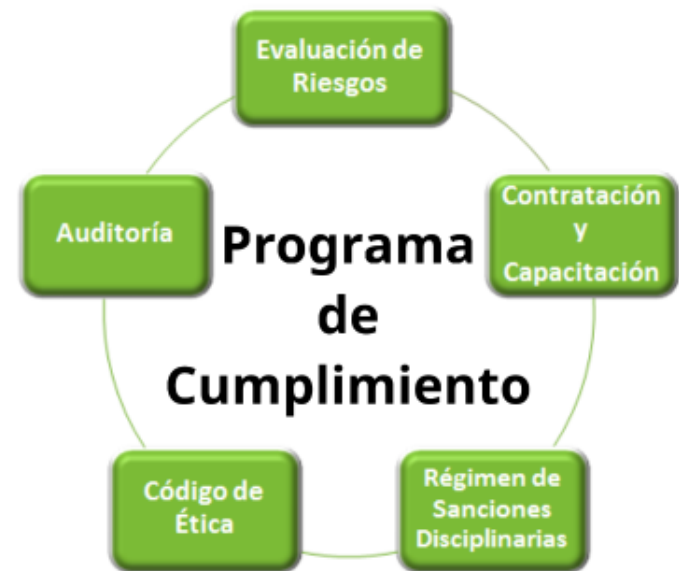 Evaluación de
Riesgos
Contratación
y
Capacitación
Auditoría
Programa
de
Cumplimiento
Código de
Ética
Régimen de
Sanciones
Disciplinarias